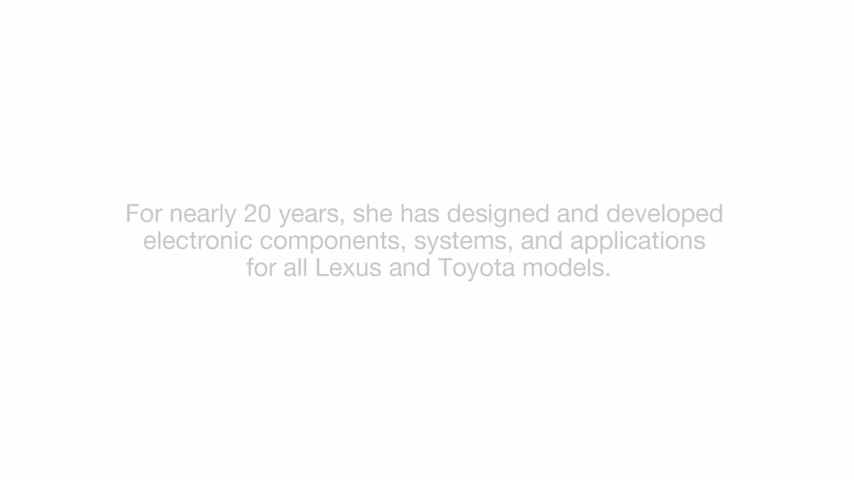 For nearly 20 years, she has designed and developed
electronic components, systems, and applications
for all Lexus and Toyota models.